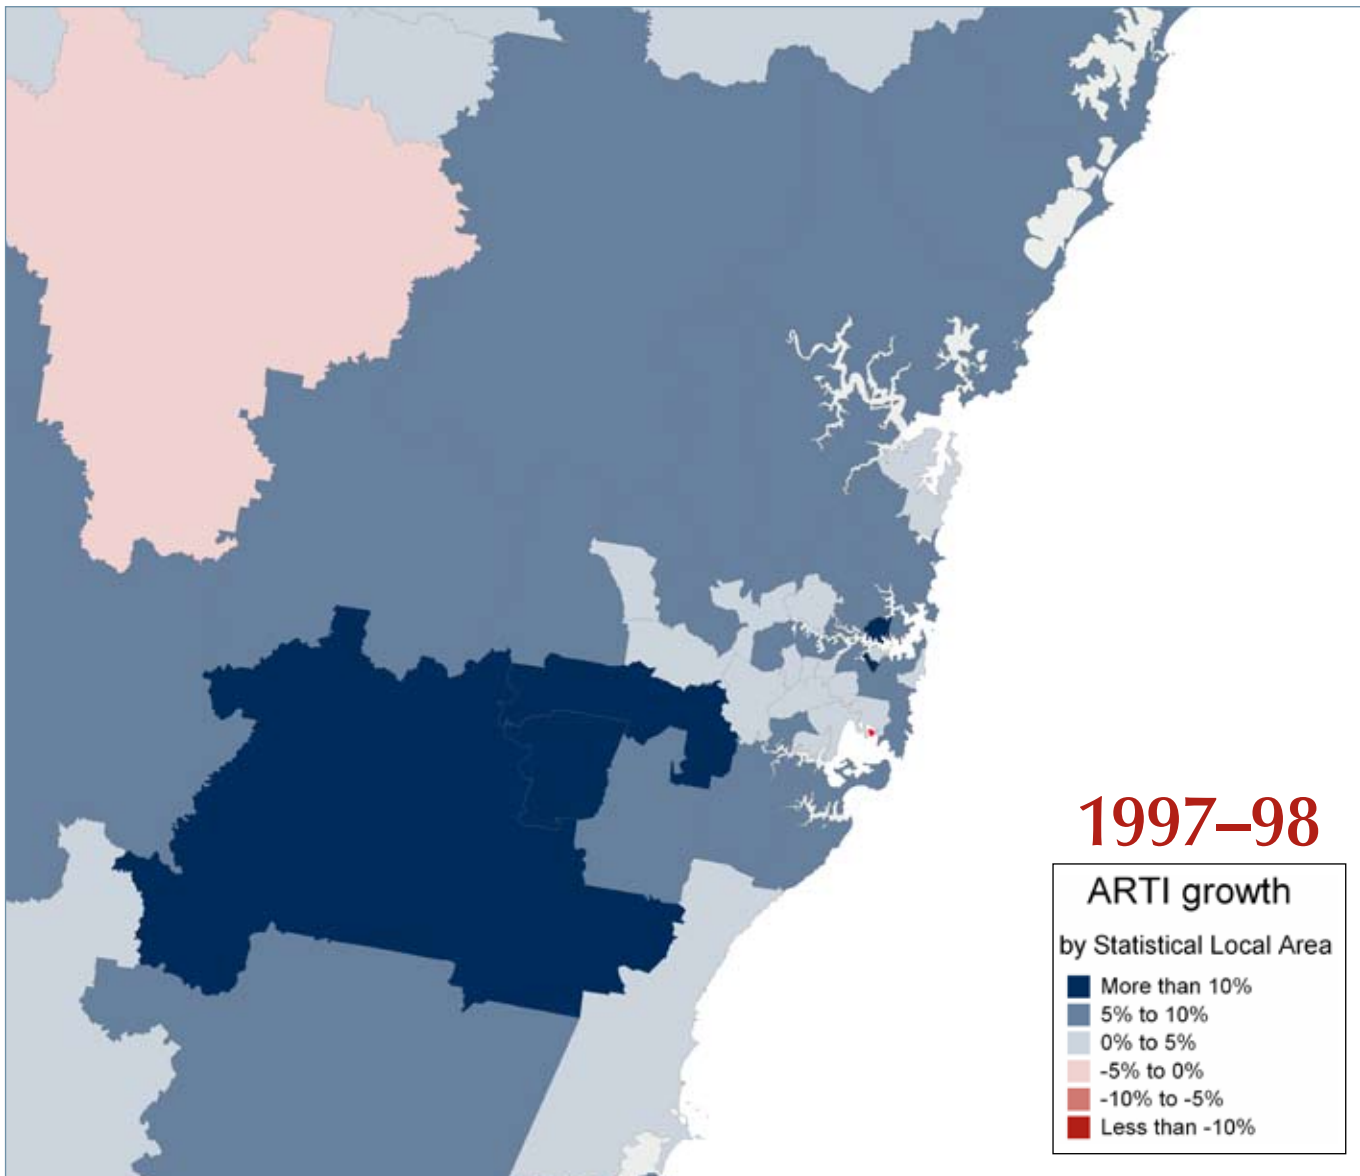 1997–98
ARTI growth
by Statistical Local Area
More than 10%
5% to 10%
0% to 5%
-5% to 0%
-10% to -5%
Less than -10%